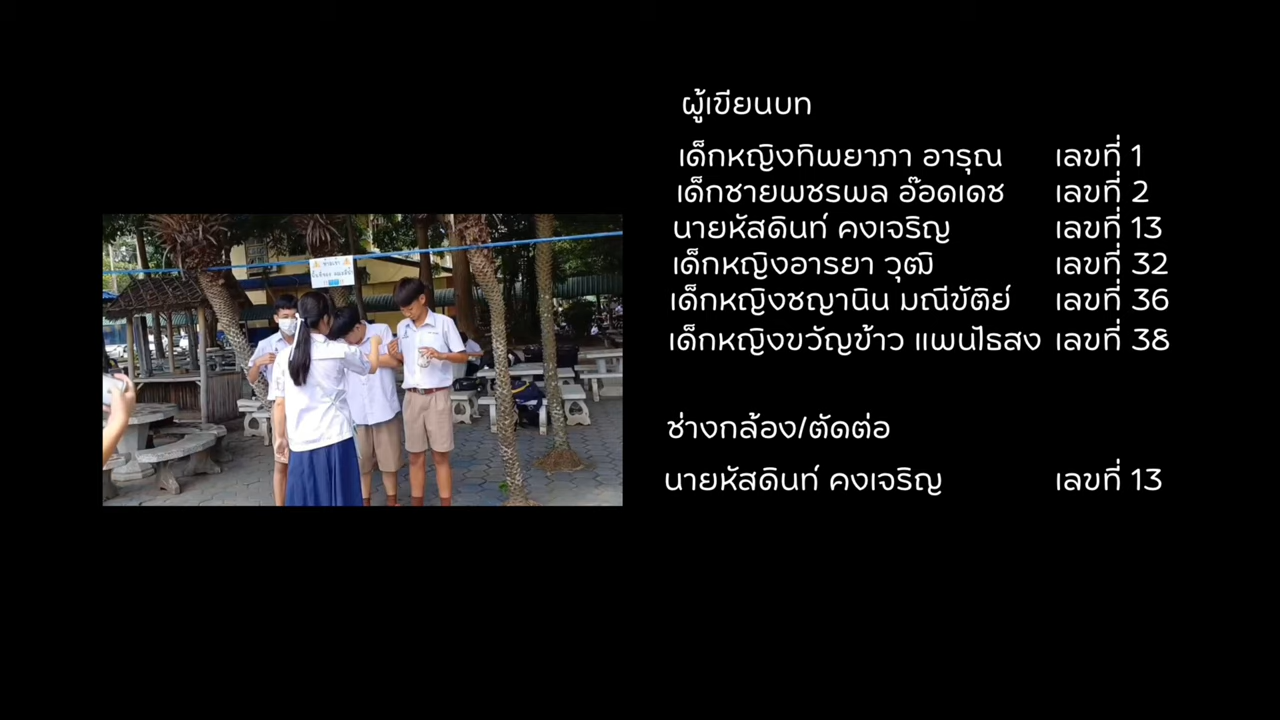 ผู้เขียนบท
เด็กหญิงทิพยาภา อารุณ เลขที่ 1
เด็กชายพชรพล อ๊อดเดช เลขที่ 2
นายหัสดินท์ คงเจริญ เลขที่ 13
เด็กหญิงอารยา วุฒิ เลขที่ 32
เด็กหญิงชญานิน มณีขัติย์ เลขที่ 36
เด็กหญิงขวัญข้าว แพนไธสง เลขที่ 38
ช่างกล้อง/ตัดต่อ
นายหัสดินท์ คงเจริญ เลขที่ 13